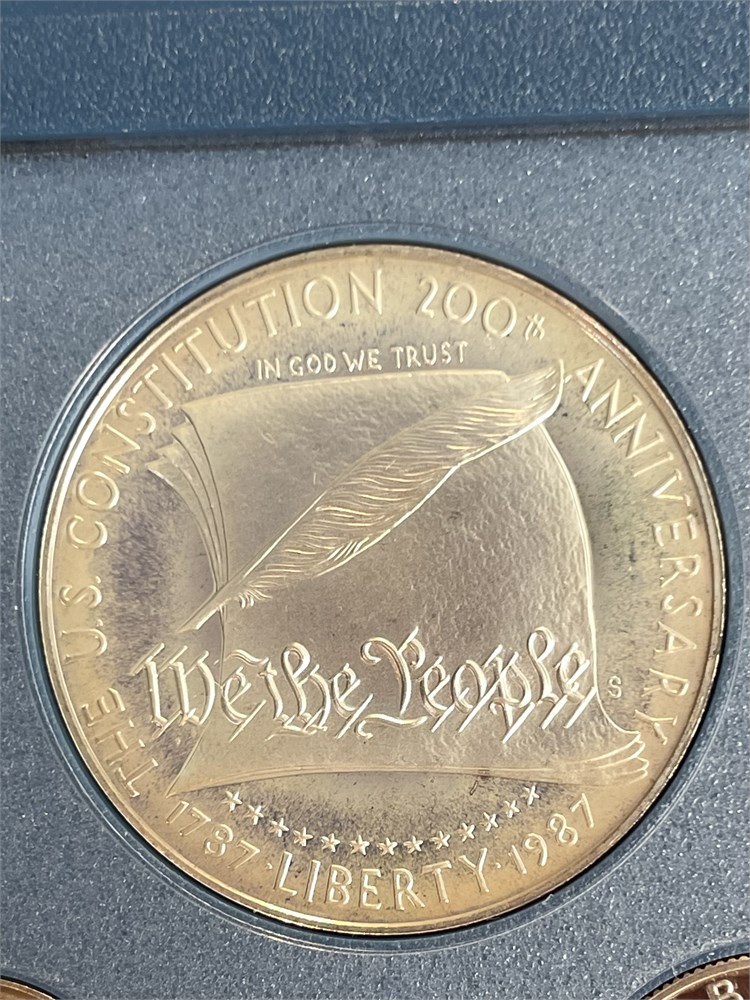 THE U.S. CONSTITUTION 200th ANNIVERSARY
IN GOD WE TRUST
We the People
S
1787 · LIBERTY · 1987
B